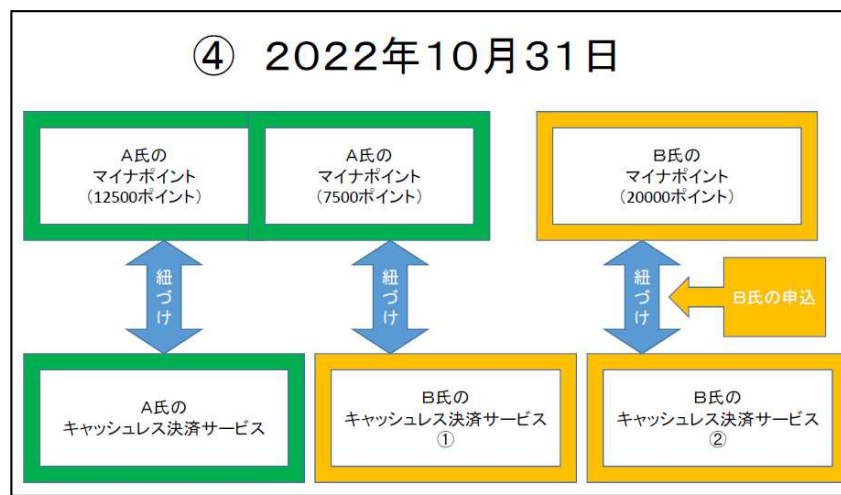 ④ 2022年10月31日
A氏の
マイナポイント
(12500ポイント)
A氏の
マイナポイント
(7500ポイント)
B氏の
マイナポイント
(20000ポイント)
紐づけ
紐づけ
紐づけ
B氏の申込
A氏の
キャッシュレス決済サービス
B氏の
キャッシュレス決済サービス
①
B氏の
キャッシュレス決済サービス
②